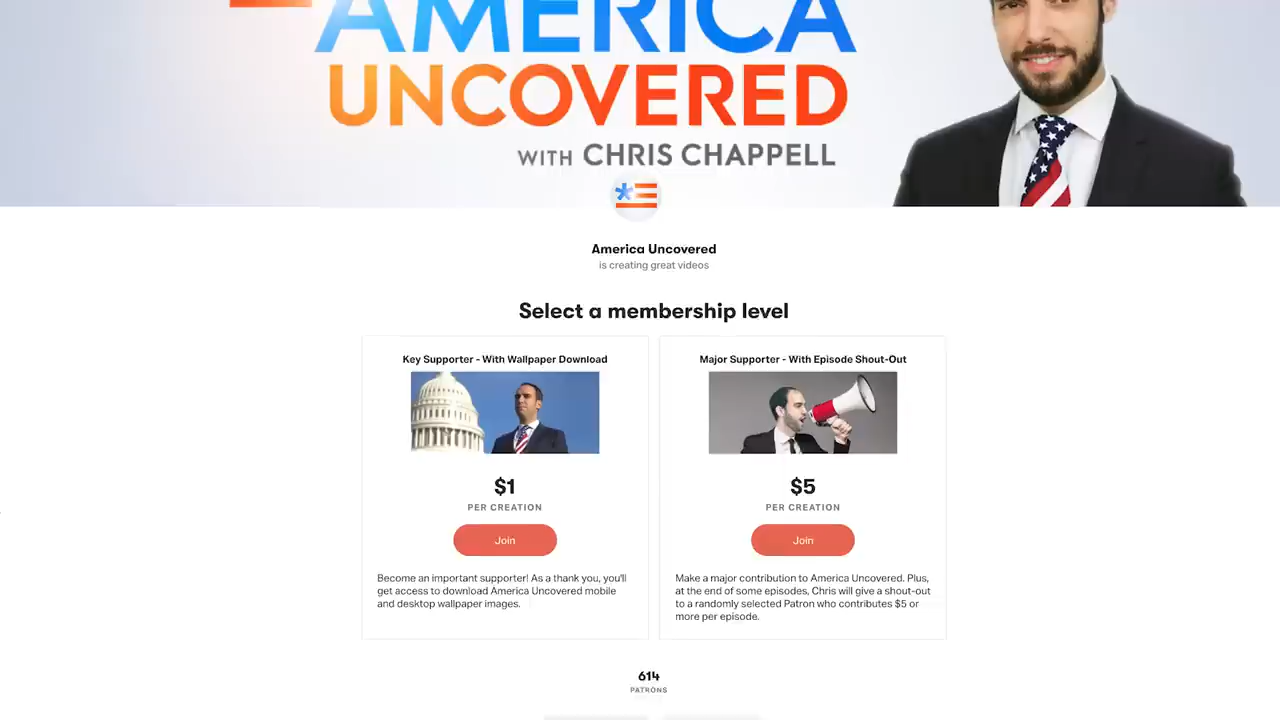 AMERICA
UNCOVERED
WITH CHRIS CHAPPELL
America Uncovered
is creating great videos
Select a membership level
Key Supporter - With Wallpaper Download
$1
PER CREATION
Join
Become an important supporter! As a thank you, you'll
get access to download America Uncovered mobile
and desktop wallpaper images.
Major Supporter - With Episode Shout-Out
$5
PER CREATION
Join
Make a major contribution to America Uncovered. Plus,
at the end of some episodes, Chris will give a shout-out
to a randomly selected Patron who contributes $5 or
more per episode.
614
PATRONS